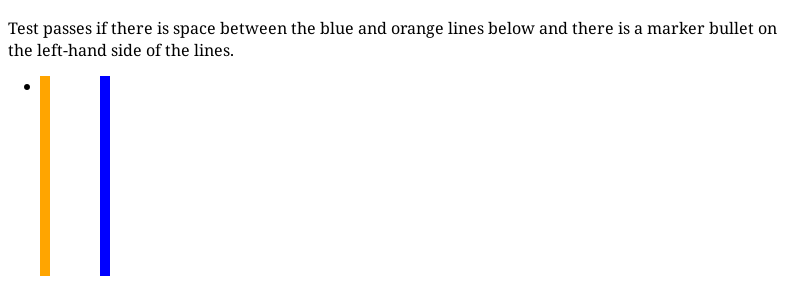 Test passes if there is space between the blue and orange lines below and there is a marker bullet on
the left-hand side of the lines.